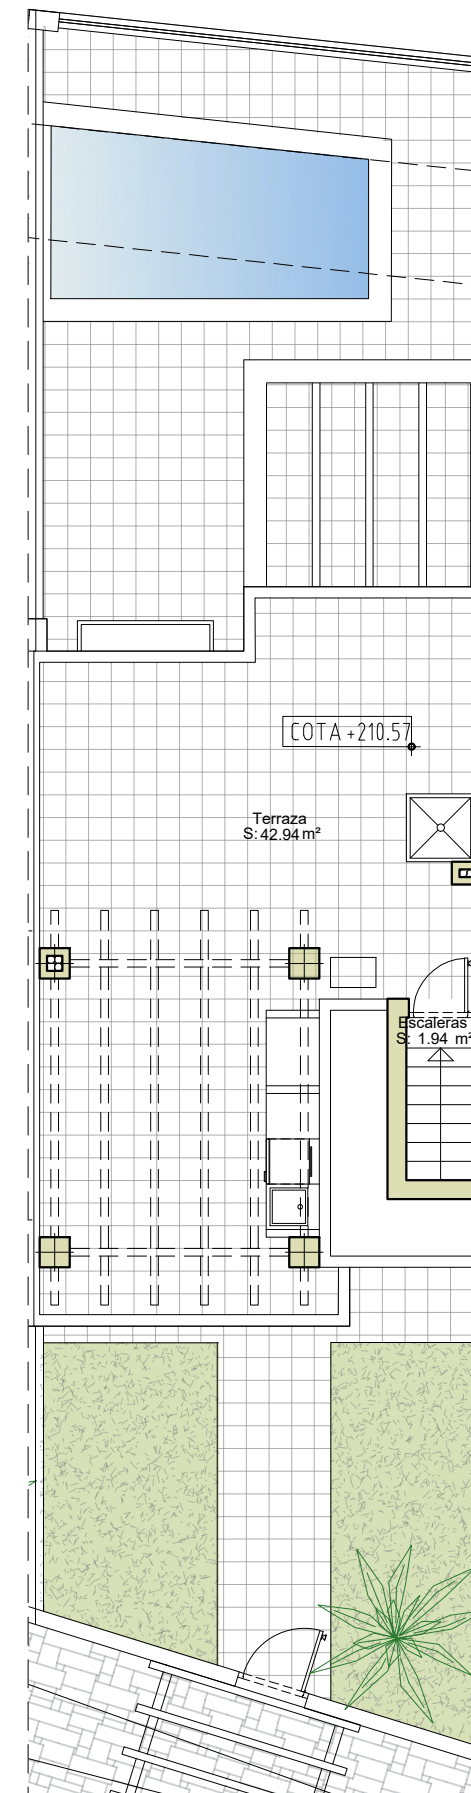 COTA +210.57
Terraza
S: 42.94 m²
Escaleras
S: 1.94 m²